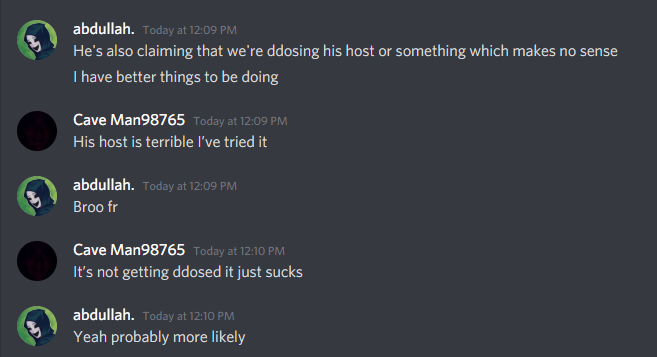 abdullah. Today at 12:09 PM
He's also claiming that we're ddosing his host or something which makes no sense
I have better things to be doing
Cave Man98765 Today at 12:09 PM
His host is terrible I’ve tried it
abdullah. Today at 12:09 PM
Broo fr
Cave Man98765 Today at 12:10 PM
It’s not getting ddosed it just sucks
abdullah. Today at 12:10 PM
Yeah probably more likely